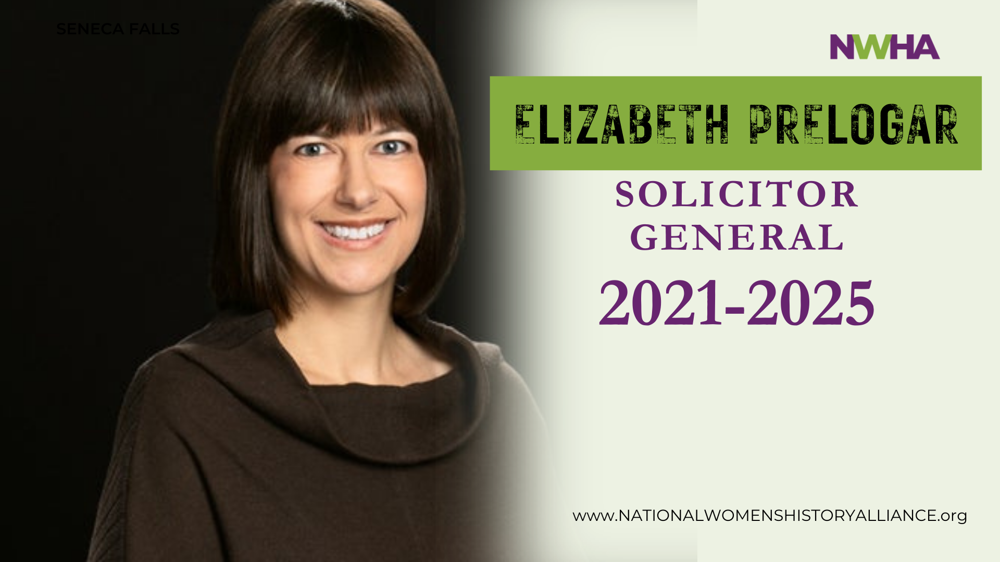 SENECA FALLS
NWHA
ELIZABETH PRELOGAR
SOLICITOR
GENERAL
2021-2025
www.NATIONALWOMENSHISTORYALLIANCE.org